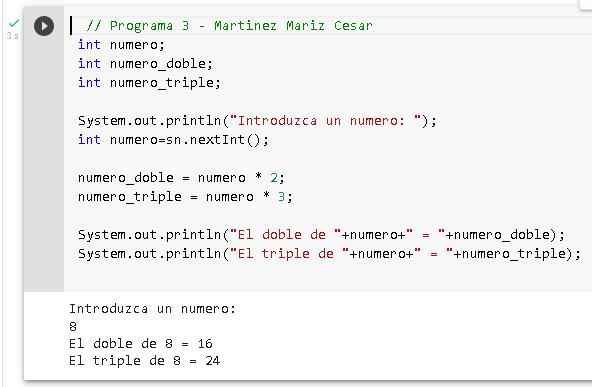 // Programa 3 - Martinez Mariz Cesar
int numero;
int numero_doble;
int numero_triple;
System.out.println("Introduzca un numero: ");
int numero=sn.nextInt();
numero_doble = numero * 2;
numero_triple = numero * 3;
System.out.println("El doble de "+numero+" = "+numero_doble);
System.out.println("El triple de "+numero+" = "+numero_triple);
3 s
Introduzca un numero:
8
El doble de 8 = 16
El triple de 8 = 24